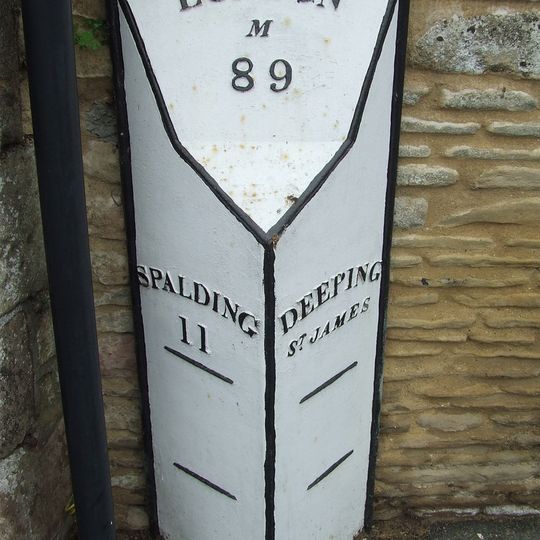 M
89
SPALDING
11
DEEPING
ST JAMES